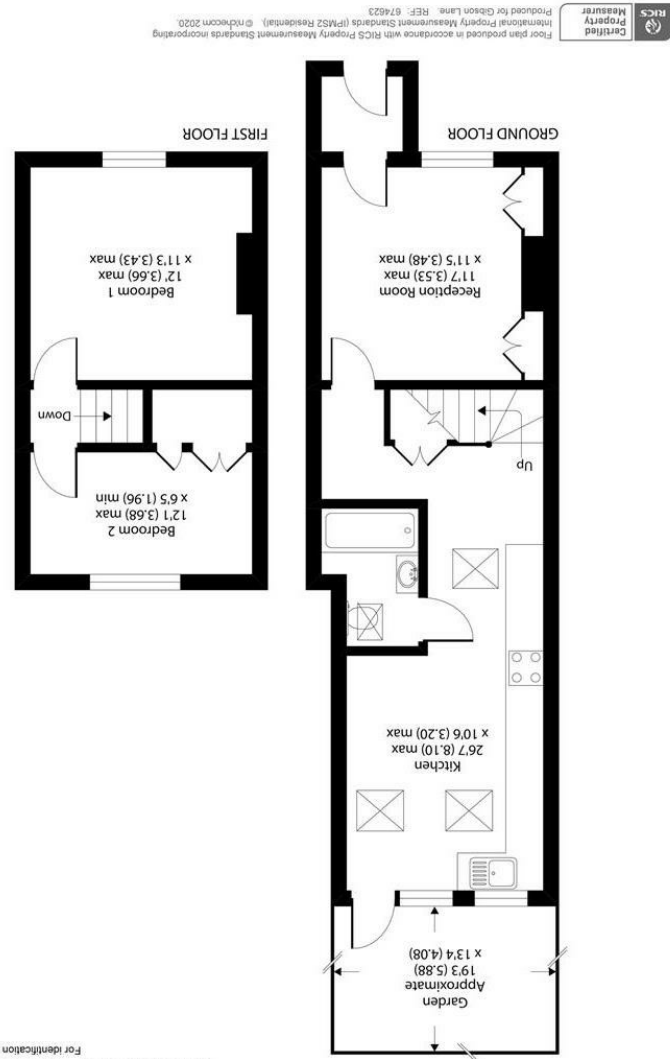 For identification
Garden
Approximate
19'3 (5.88)
x 13'4 (4.08)
Kitchen
26'7 (8.10) max
x 10'6 (3.20) max
Up
Reception Room
11'7 (3.53) max
x 11'5 (3.48) max
GROUND FLOOR
Bedroom 2
12'1 (3.68) max
x 6'5 (1.96) min
Down
Bedroom 1
12' (3.66) max
x 11'3 (3.43) max
FIRST FLOOR
RICS
Certified
Property
Measurer
Floor plan produced in accordance with RICS Property Measurement Standards incorporating
International Property Measurement Standards (IPMS2 Residential). © nichecom 2020.
Produced for Gibson Lane. REF: 674623